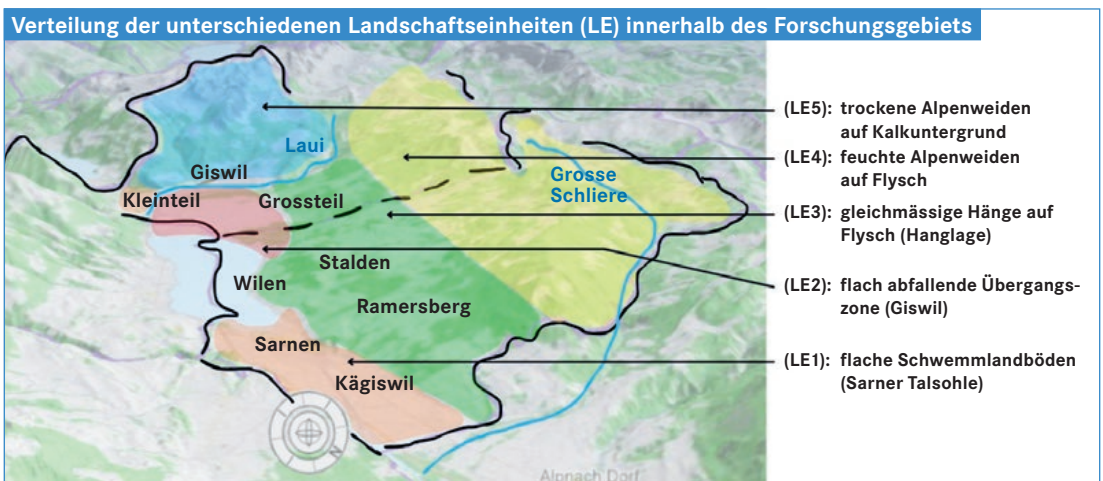 Verteilung der unterschiedenen Landschaftseinheiten (LE) innerhalb des Forschungsgebiets
(LE5): trockene Alpenweiden
auf Kalkuntergrund
(LE4): feuchte Alpenweiden
auf Flysch
(LE3): gleichmässige Hänge auf
Flysch (Hanglage)
(LE2): flach abfallende Übergangs-
zone (Giswil)
(LE1): flache Schwemmlandböden
(Sarner Talsohle)
Laui
Giswil
Kleinteil
Grossteil
Grosse
Schliere
Stalden
Wilen
Ramersberg
Sarnen
Kägiswil
N
Alpnach Dorf